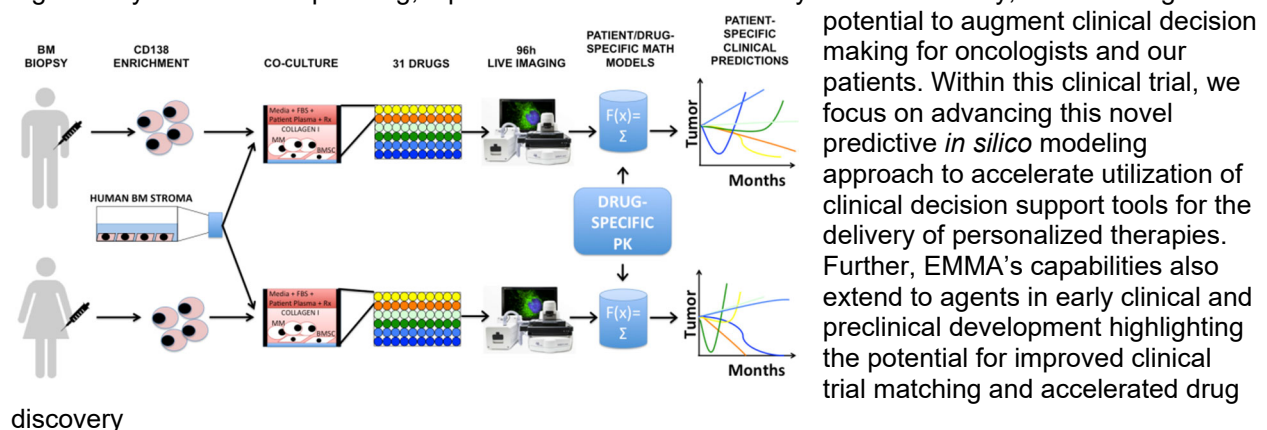 potential to augment clinical decision
making for oncologists and our
patients. Within this clinical trial, we
focus on advancing this novel
predictive in silico modeling
approach to accelerate utilization of
clinical decision support tools for the
delivery of personalized therapies.
Further, EMMA’s capabilities also
extend to agents in early clinical and
preclinical development highlighting
the potential for improved clinical
trial matching and accelerated drug
discovery
BM
BIOPSY
CD138
ENRICHMENT
CO-CULTURE
31 DRUGS
96h
LIVE IMAGING
PATIENT/DRUG-
SPECIFIC MATH
MODELS
PATIENT-
SPECIFIC
CLINICAL
PREDICTIONS
Media + FBS +
Patient Plasma + Rx
COLLAGEN I
MM
BMSC
F(x)=
Σ
Tumor
Months
HUMAN BM STROMA
DRUG-
SPECIFIC
PK
Media + FBS +
Patient Plasma + Rx
COLLAGEN I
MM
BMSC
F(x)=
Σ
Tumor
Months